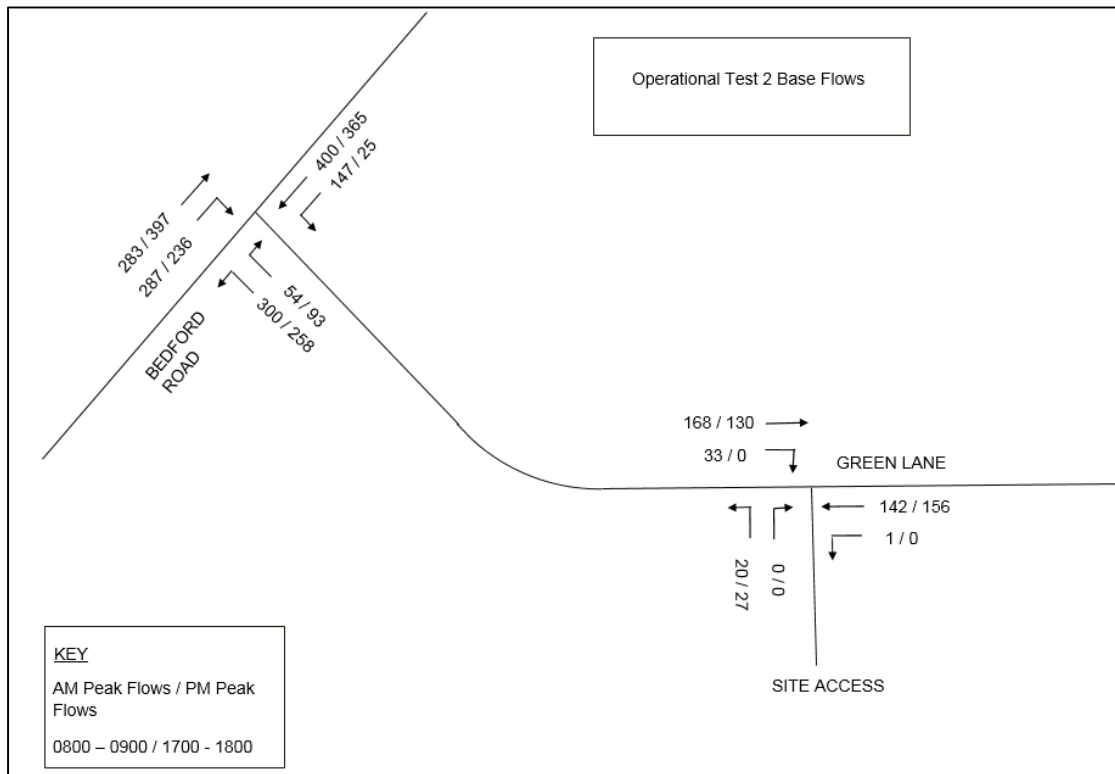 Operational Test 2 Base Flows
400 / 365
147 / 25
283 / 397
287 / 236
54 / 93
300 / 258
BEDFORD
ROAD
168 / 130
33 / 0
GREEN LANE
142 / 156
1 / 0
20 / 27
0 / 0
SITE ACCESS
KEY
AM Peak Flows / PM Peak
Flows
0800 – 0900 / 1700 - 1800